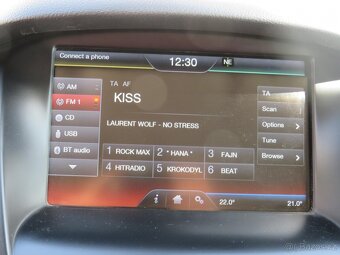 Connect a phone
12:30
NE
AM
TA AF
TA
FM 1
KISS
Scan
CD
LAURENT WOLF - NO STRESS
Options
USB
Tune
BT audio
1 ROCK MAX
2 * HANA *
3 FAJN
Browse
4 HITRADIO
5 KROKODYL
6 BEAT
22.0°
21.0°